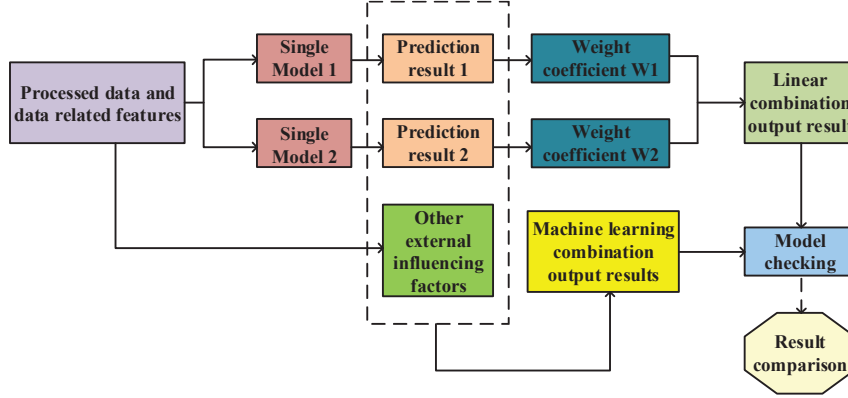 Processed data and
data related features
Single
Model 1
Prediction
result 1
Weight
coefficient W1
Single
Model 2
Prediction
result 2
Weight
coefficient W2
Linear
combination
output result
Other
external
influencing
factors
Machine learning
combination
output results
Model
checking
Result
comparison